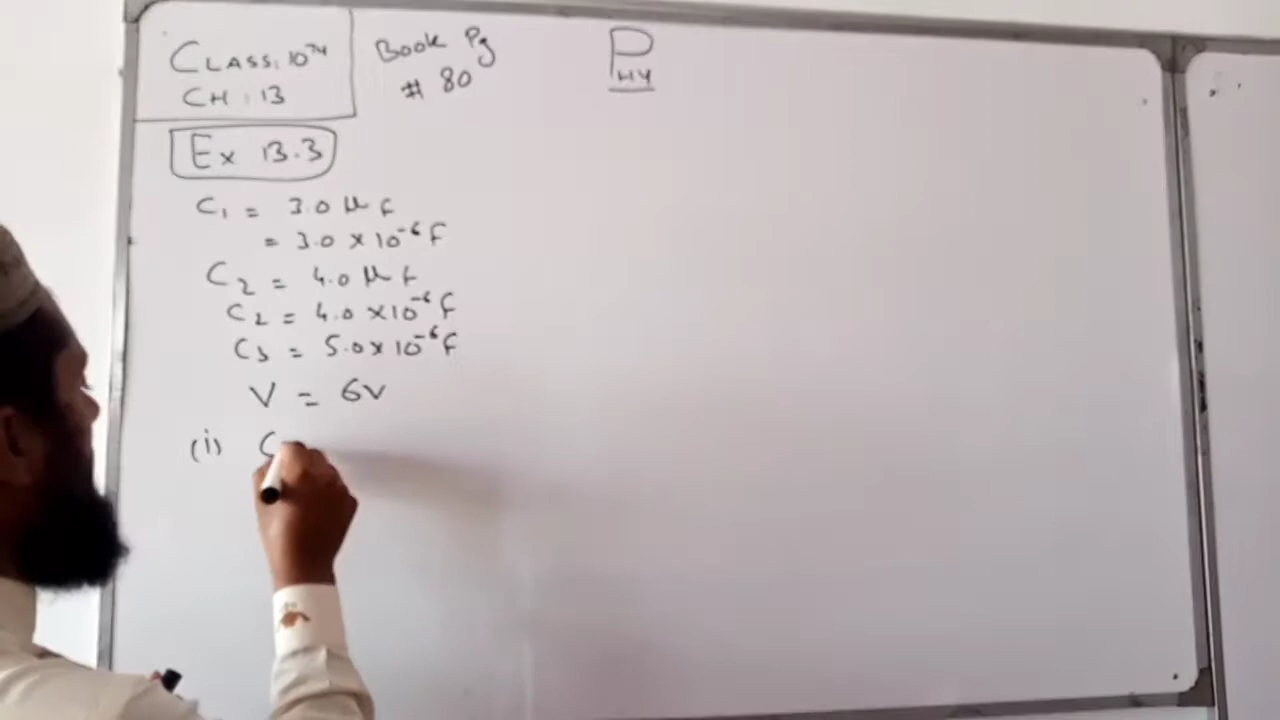 CLASS: 10TH
CH: 13
Book Pg
# 80
PHY
Ex 13.3
C1 = 3.0 μF
= 3.0 × 10⁻⁶ F
C2 = 4.0 μF
C2 = 4.0 ×10⁻⁶ F
C3 = 5.0×10⁻⁶F
V = 6V
(i) C